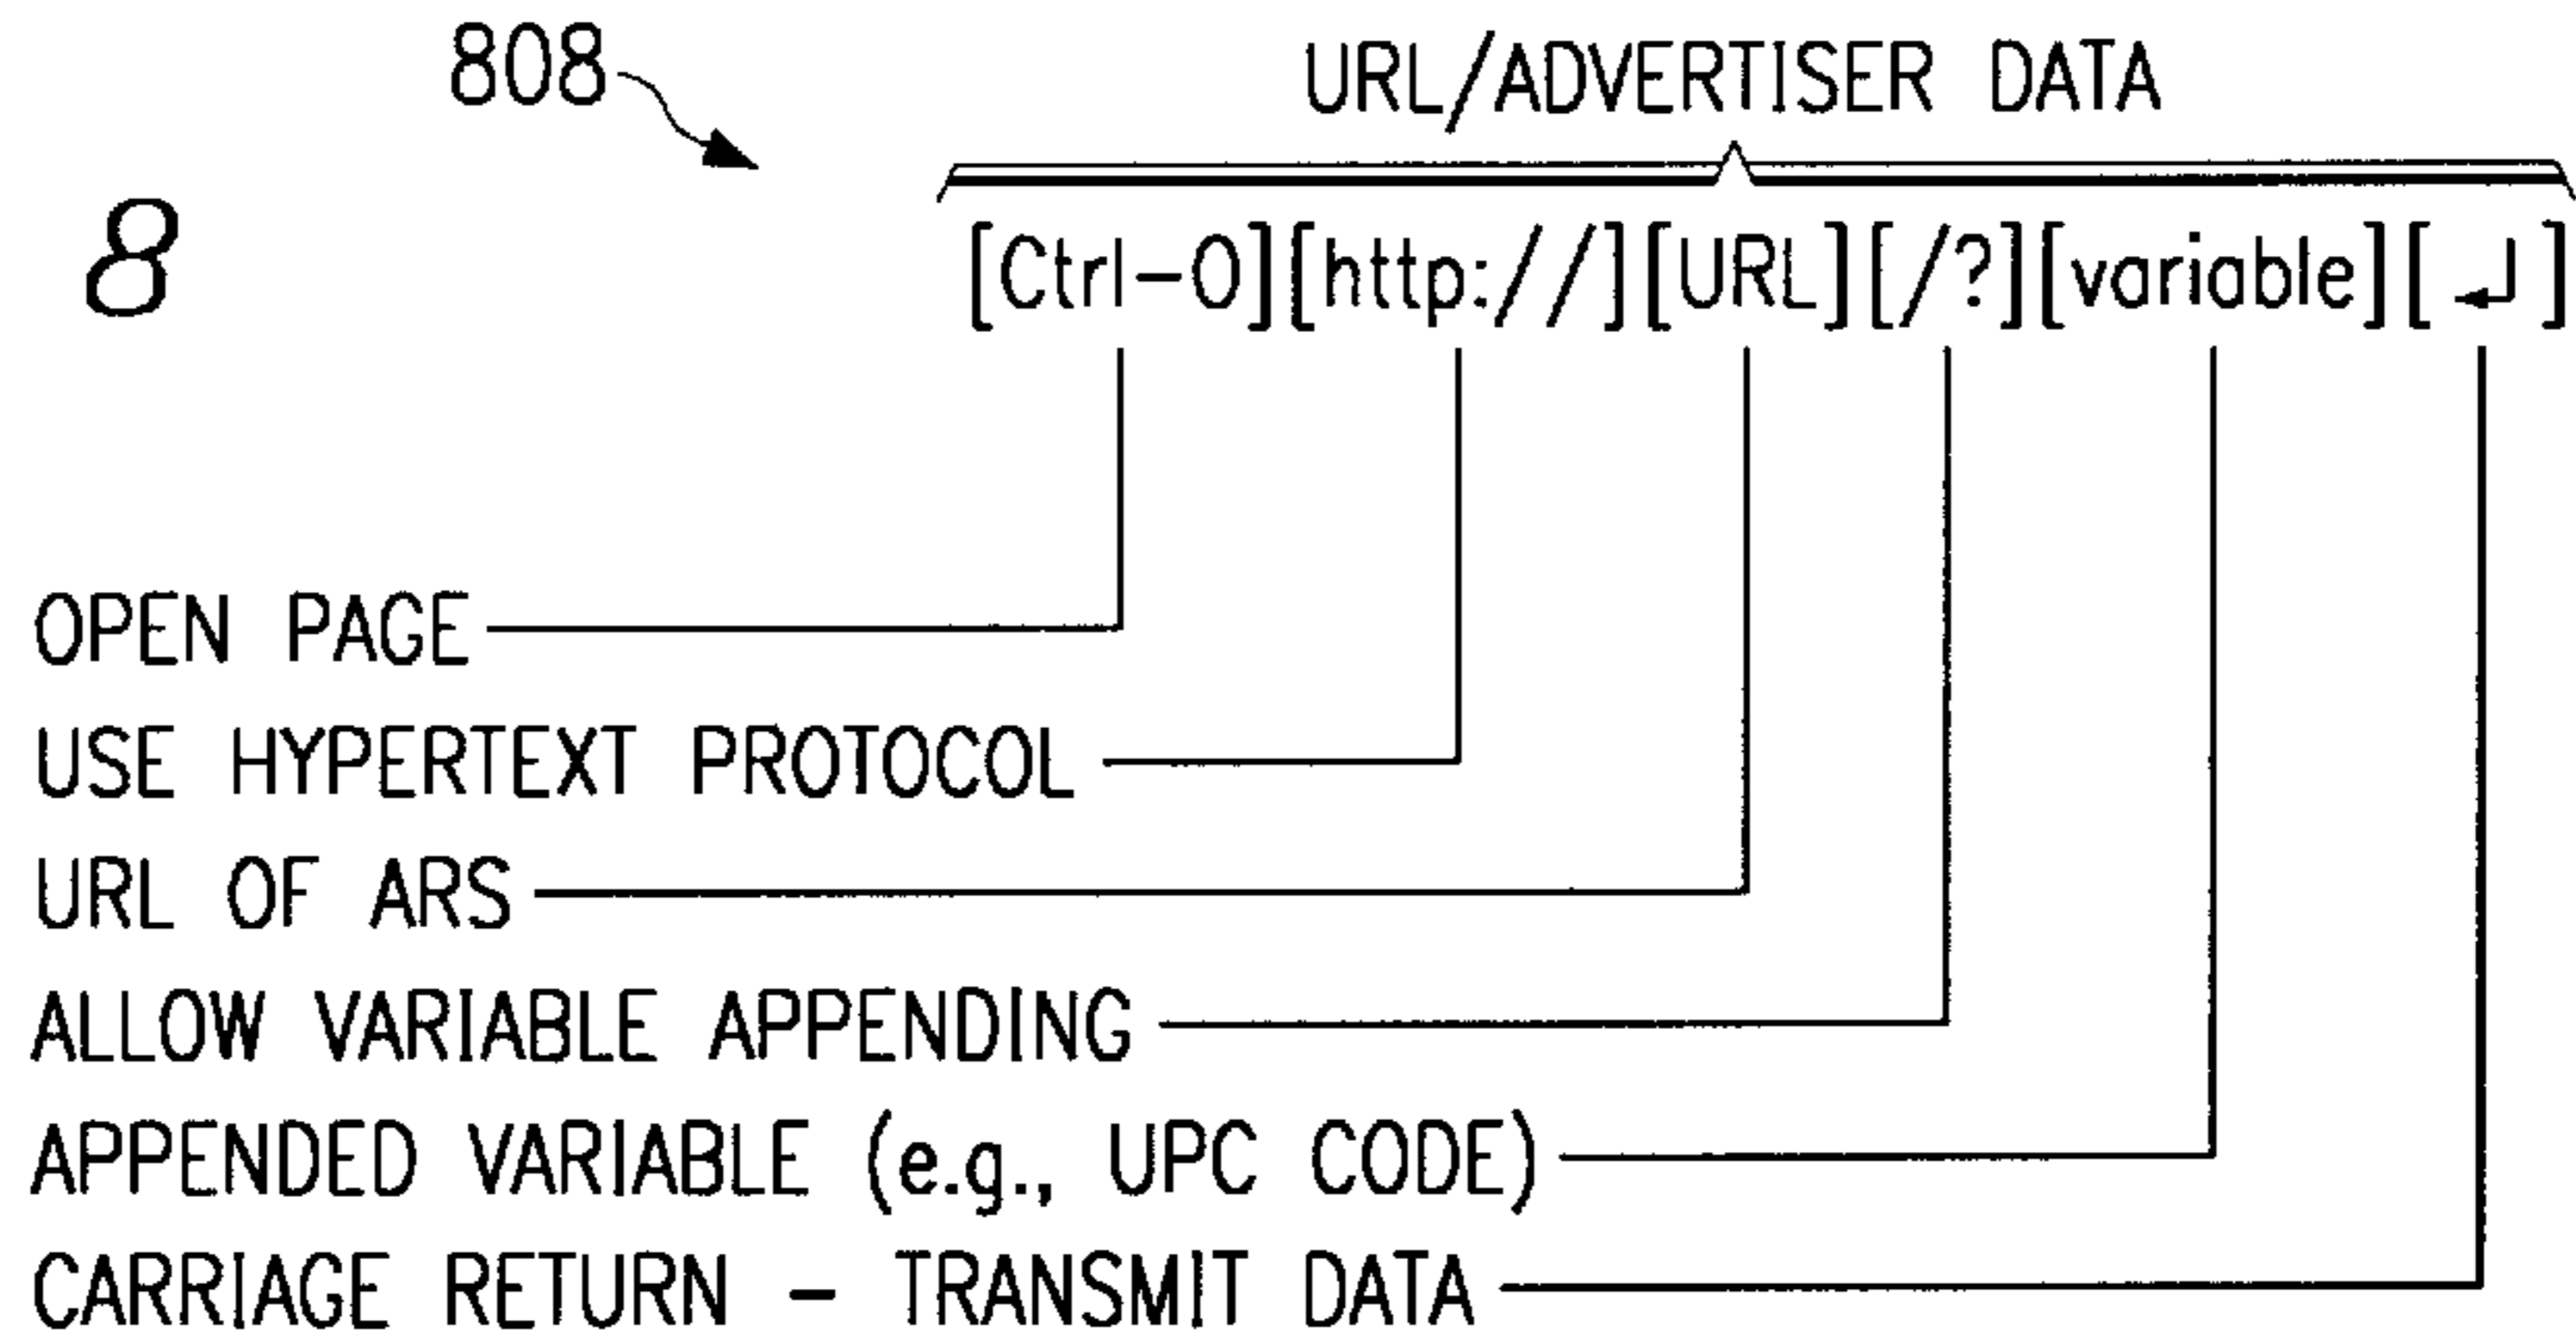 808
URL/ADVERTISER DATA
8
[Ctrl-O][http://][URL][/?][variable][↲]
OPEN PAGE
USE HYPERTEXT PROTOCOL
URL OF ARS
ALLOW VARIABLE APPENDING
APPENDED VARIABLE (e.g., UPC CODE)
CARRIAGE RETURN - TRANSMIT DATA